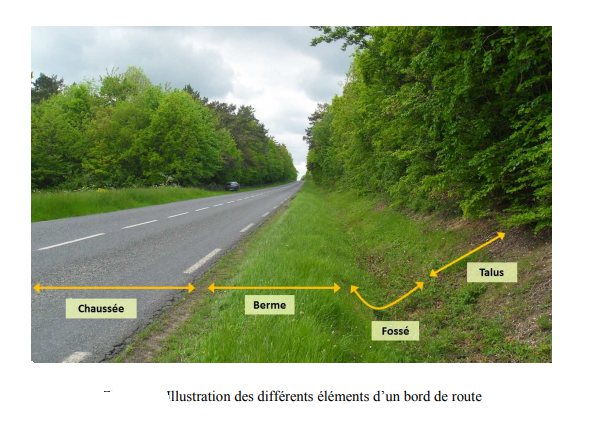 Talus
Berme
Chaussée
Fossé
Illustration des différents éléments d’un bord de route